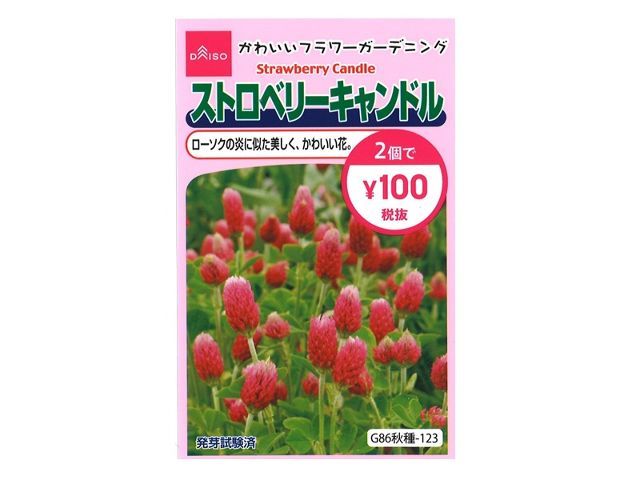 DAISO
かわいいフラワーガーデニング
Strawberry Candle
ストロベリーキャンドル
ローソクの炎に似た美しく、かわいい花。
2個で
¥100
税抜
発芽試験済
G86秋種-123